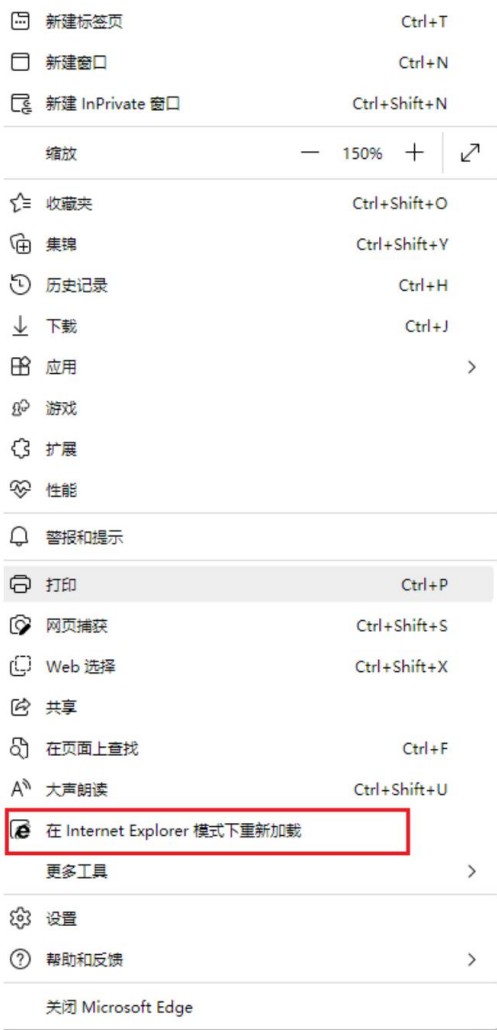 新建标签页 Ctrl+T
新建窗口 Ctrl+N
新建 InPrivate 窗口 Ctrl+Shift+N
缩放 — 150% +
收藏夹 Ctrl+Shift+O
集锦 Ctrl+Shift+Y
历史记录 Ctrl+H
下载 Ctrl+J
应用
游戏
扩展
性能
警报和提示
打印 Ctrl+P
网页捕获 Ctrl+Shift+S
Web 选择 Ctrl+Shift+X
共享
在页面上查找 Ctrl+F
大声朗读 Ctrl+Shift+U
在 Internet Explorer 模式下重新加载
更多工具
设置
帮助和反馈
关闭 Microsoft Edge